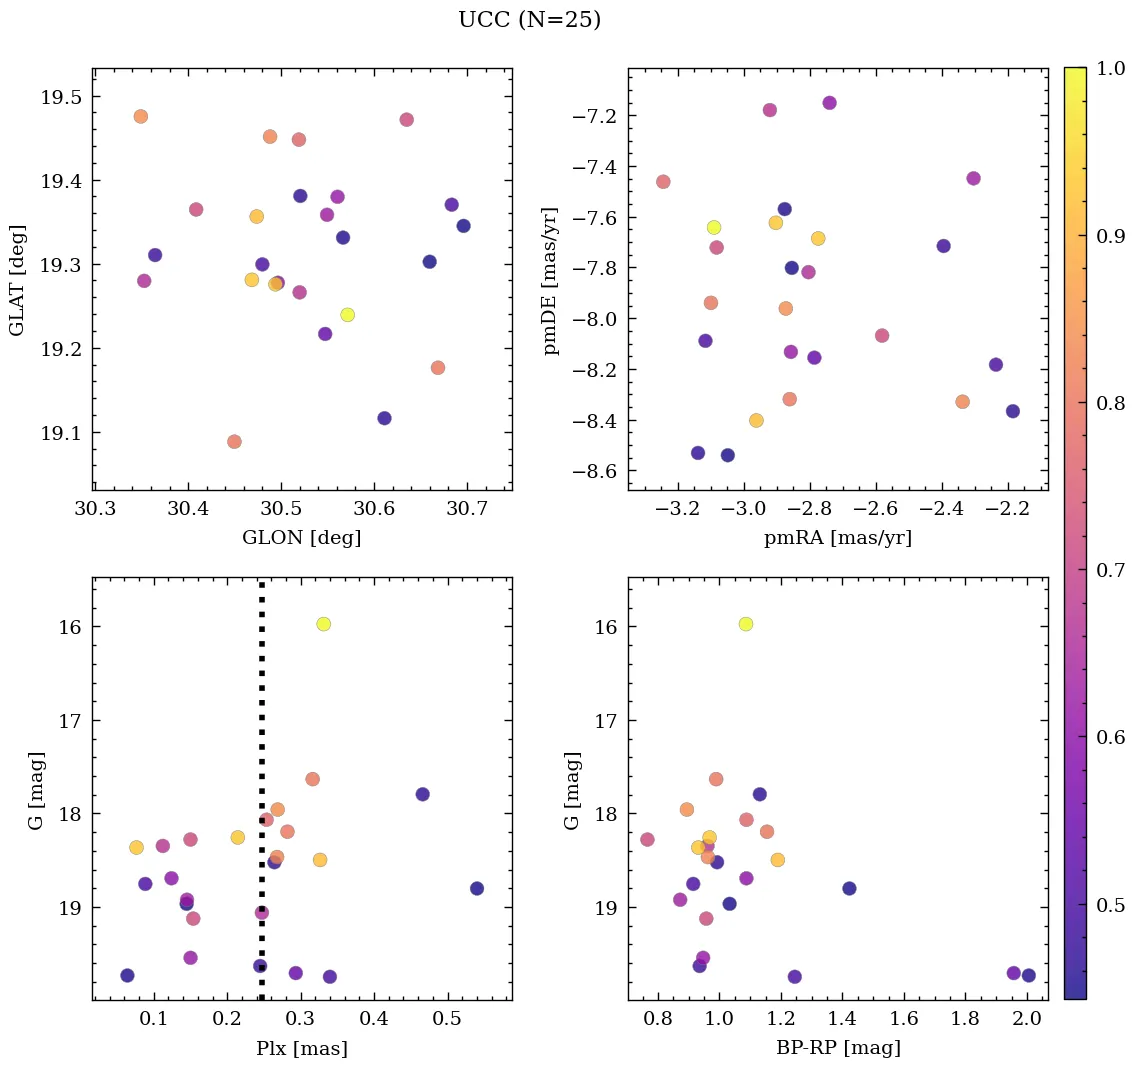 UCC (N=25)
19.5
19.4
19.3
19.2
19.1
GLAT [deg]
30.3 30.4 30.5 30.6 30.7
GLON [deg]
−7.2
−7.4
−7.6
−7.8
−8.0
−8.2
−8.4
−8.6
pmDE [mas/yr]
−3.2 −3.0 −2.8 −2.6 −2.4 −2.2
pmRA [mas/yr]
16
17
18
19
G [mag]
0.1 0.2 0.3 0.4 0.5
Plx [mas]
16
17
18
19
G [mag]
0.8 1.0 1.2 1.4 1.6 1.8 2.0
BP-RP [mag]
1.0
0.9
0.8
0.7
0.6
0.5